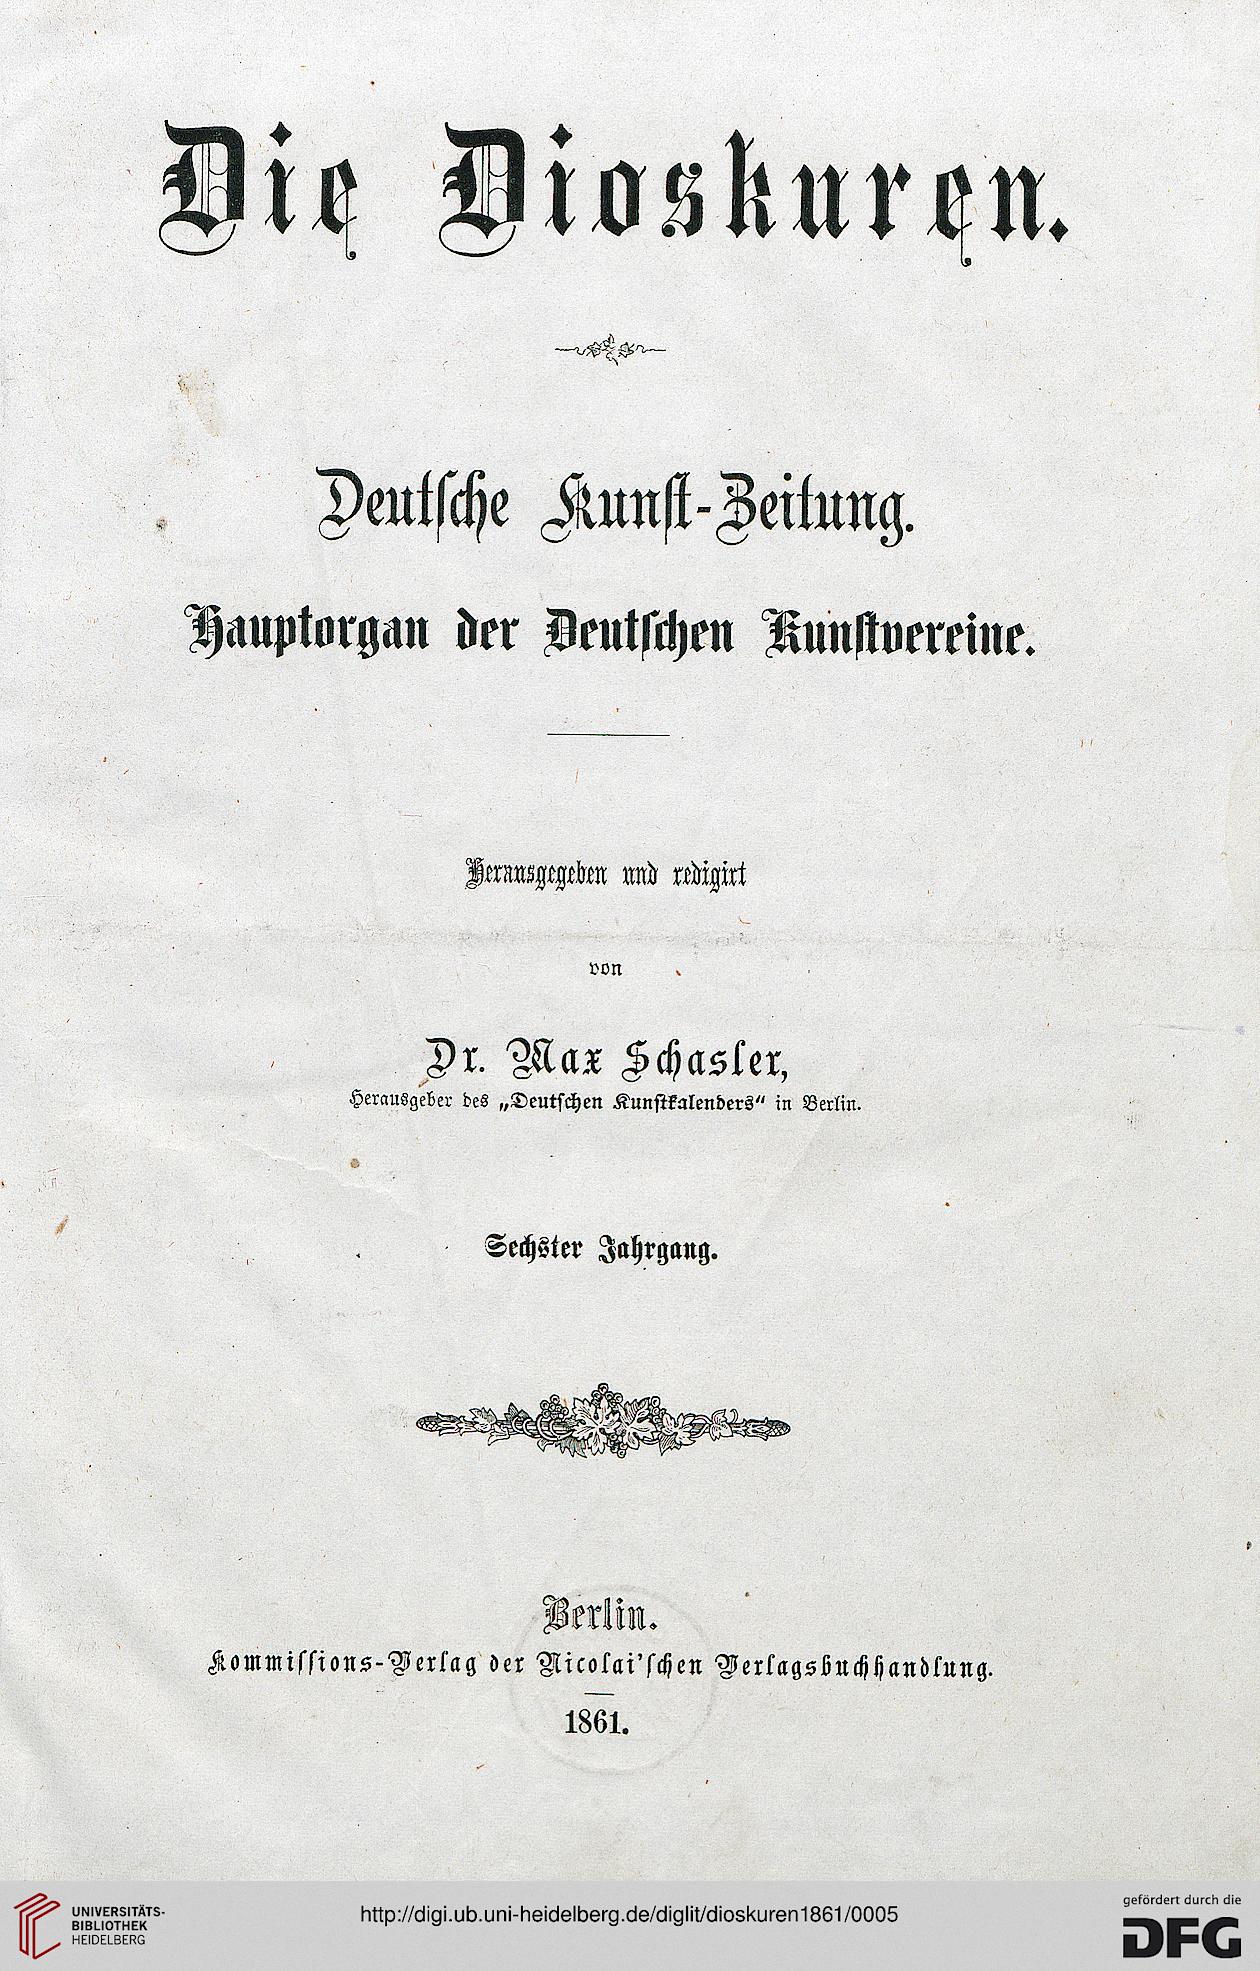 Die Dioskuren.
Deutſche Kunſt-Zeitung.
Hauptorgan der Deutſchen Kunſtvereine.
Herausgegeben und redigirt
von
Dr. Max Schasler,
Herausgeber des „Deutſchen Kunſtkalenders“ in Berlin.
Sechster Jahrgang.
Berlin.
Kommiſſions-Verlag der Nicolai'ſchen Verlagsbuchhandlung.
1861.
UNIVERSITÄTS-
BIBLIOTHEK
HEIDELBERG
http://digi.ub.uni-heidelberg.de/diglit/dioskuren1861/0005
gefördert durch die
DFG